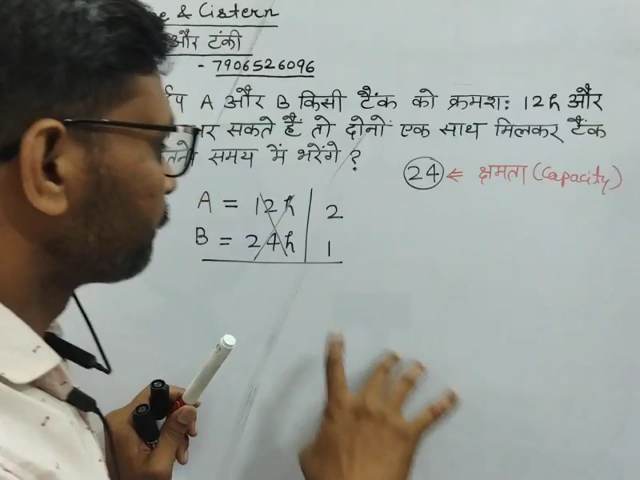 & Cistern
और टंकी
- 7906526096
A और B किसी टैंक को क्रमशः 12h और
सकते हैं तो दोनों एक साथ मिलकर टैंक
समय में भरेंगे ?
24 ← क्षमता (Capacity)
A = 12h 2
B = 24h 1